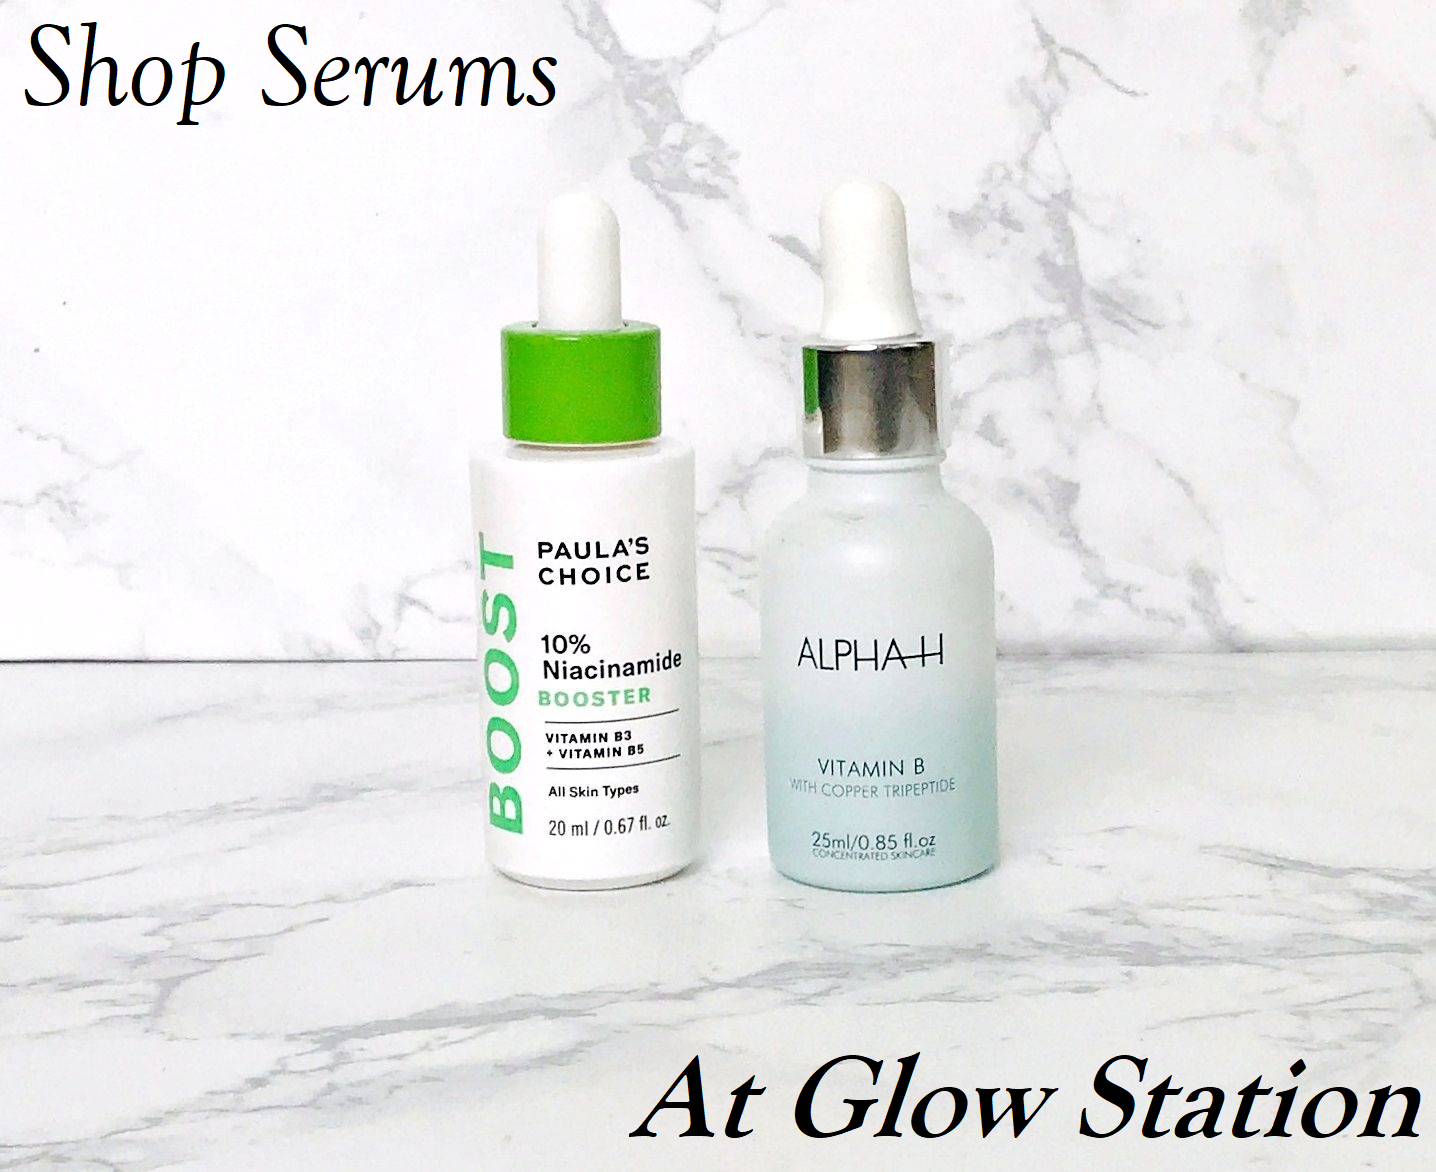 Shop Serums
BOOST
PAULA'S
CHOICE
10%
Niacinamide
BOOSTER
VITAMIN B3
+ VITAMIN B5
All Skin Types
20 ml / 0.67 fl. oz.
ALPHA-H
VITAMIN B
WITH COPPER TRIPEPTIDE
25ml/0.85 fl.oz
CONCENTRATED SKINCARE
At Glow Station